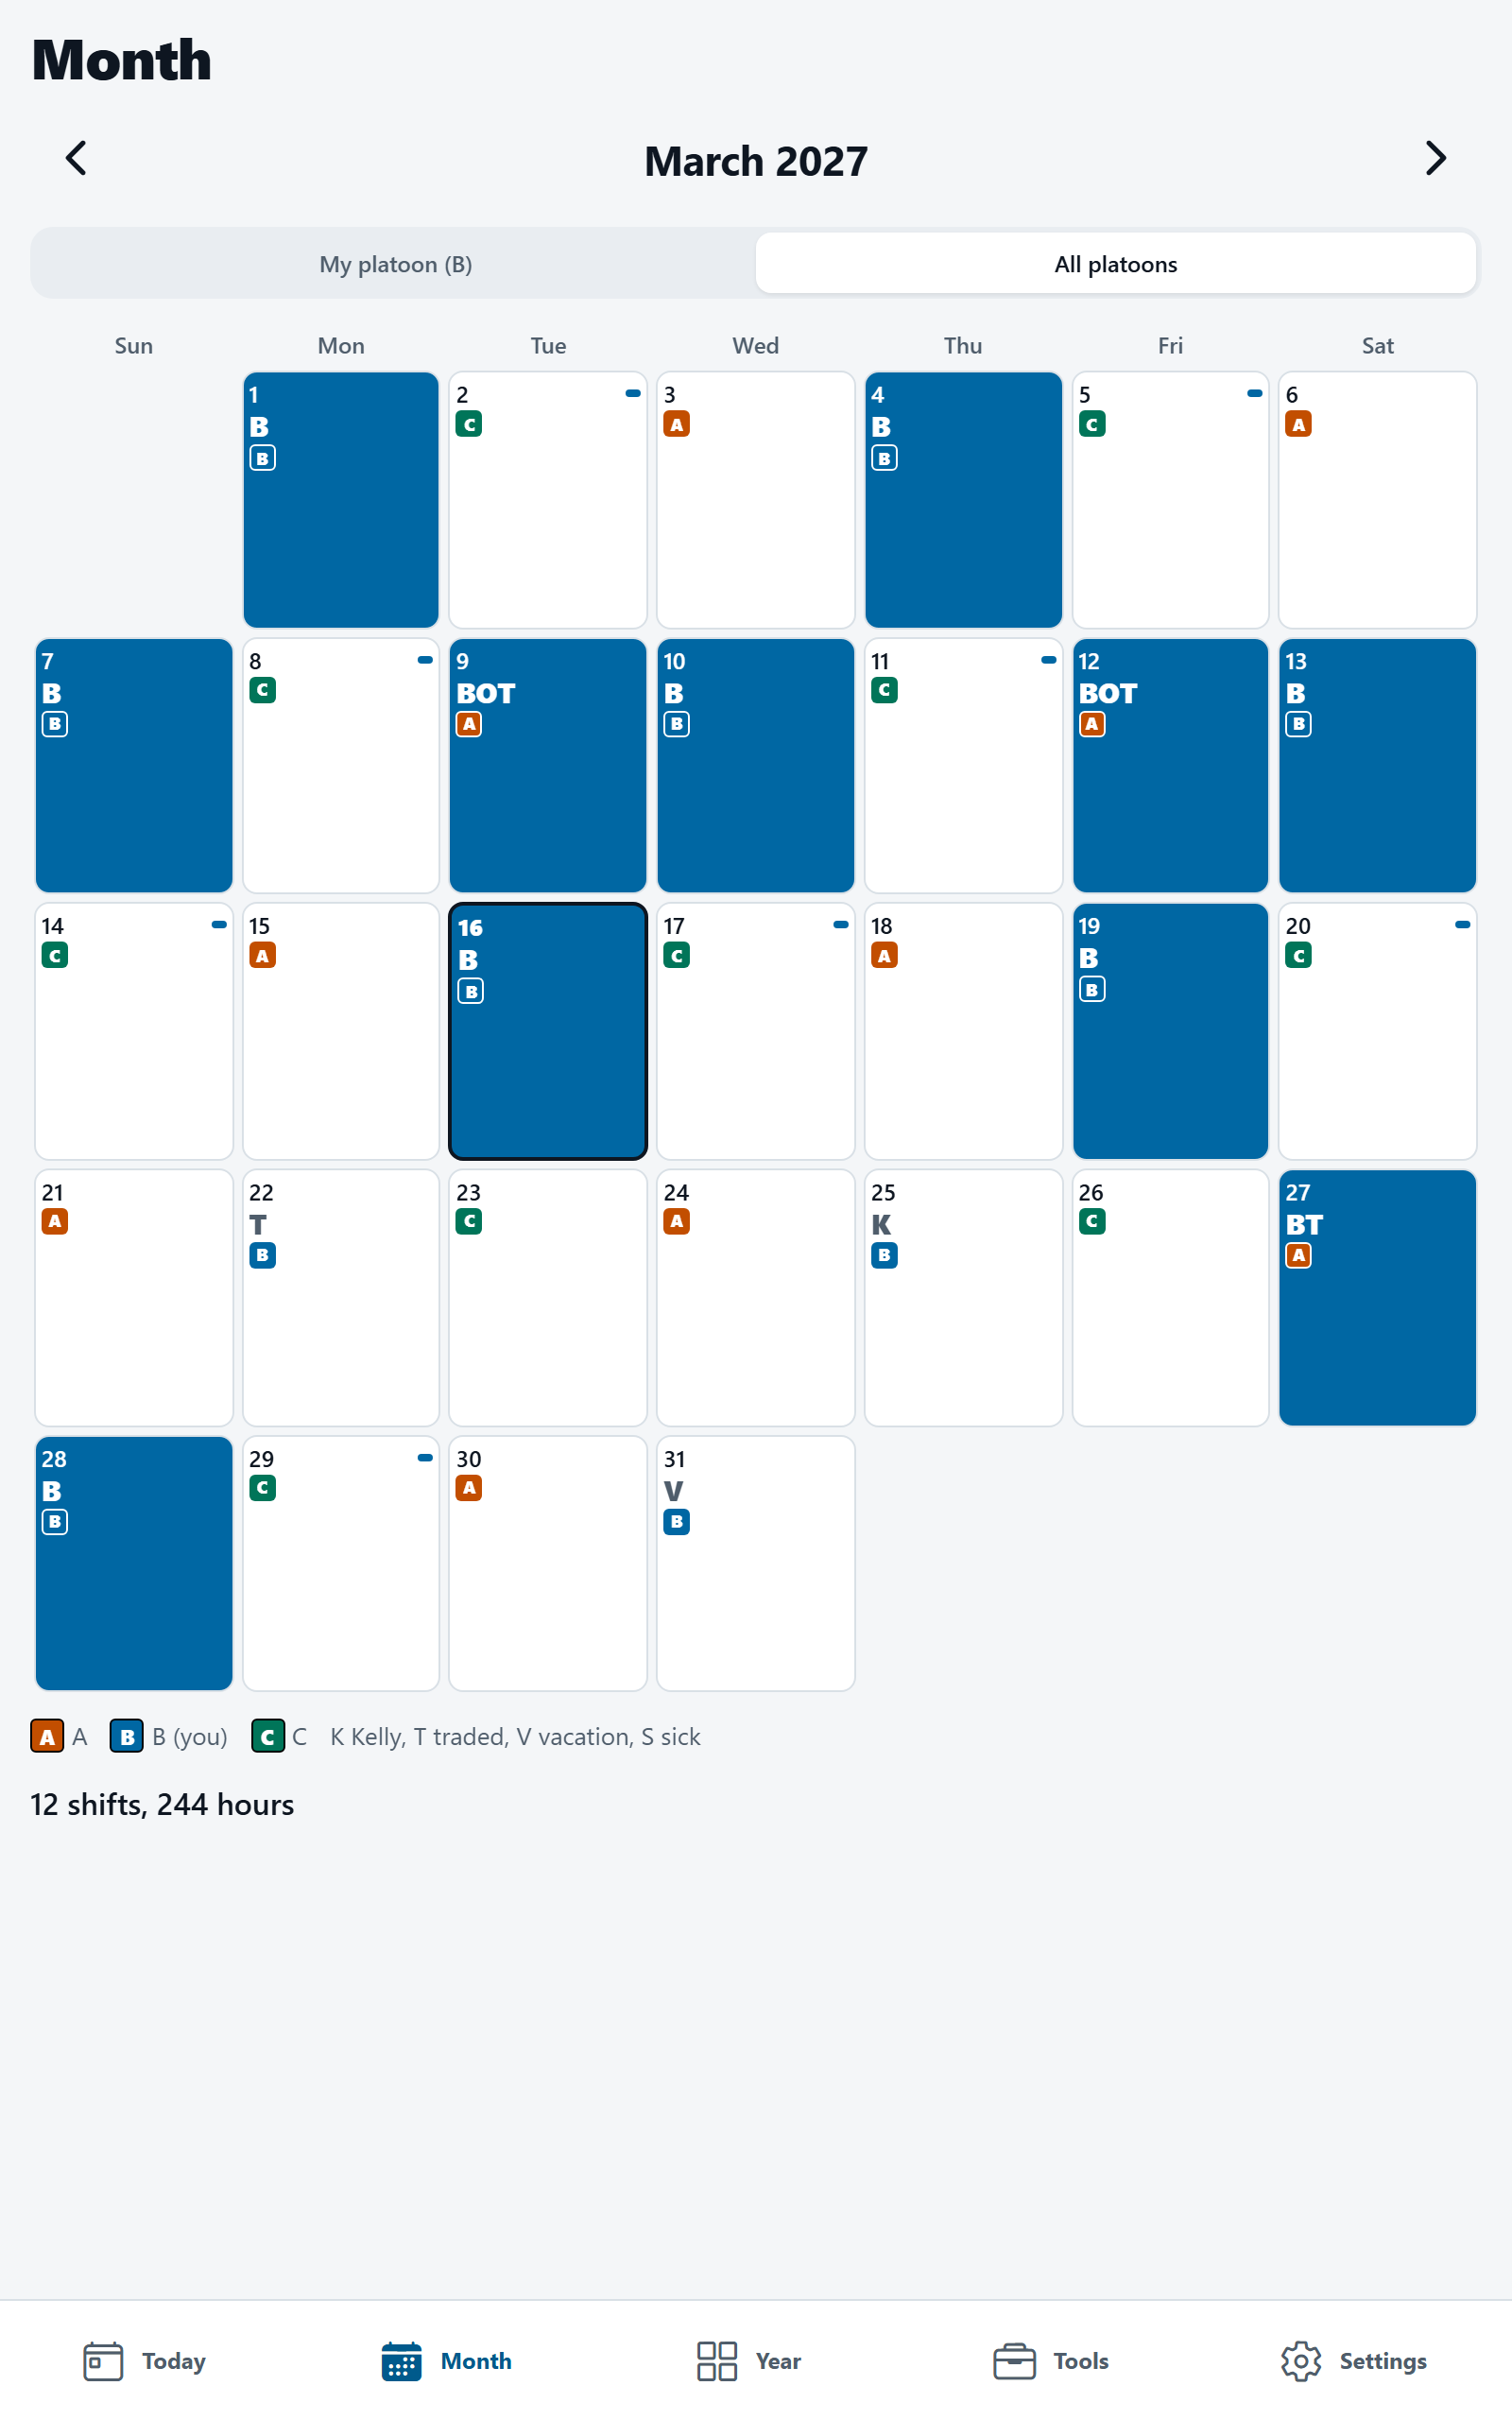 Month
March 2027
My platoon (B) All platoons
Sun Mon Tue Wed Thu Fri Sat
1 2 3 4 5 6
B C A B C A
B B
7 8 9 10 11 12 13
B C BOT B C BOT B
B A B A B
14 15 16 17 18 19 20
C A B C A B C
B B
21 22 23 24 25 26 27
A T C A K C BT
B B A
28 29 30 31
B C A V
B B
A A B B (you) C C K Kelly, T traded, V vacation, S sick
12 shifts, 244 hours
Today Month Year Tools Settings